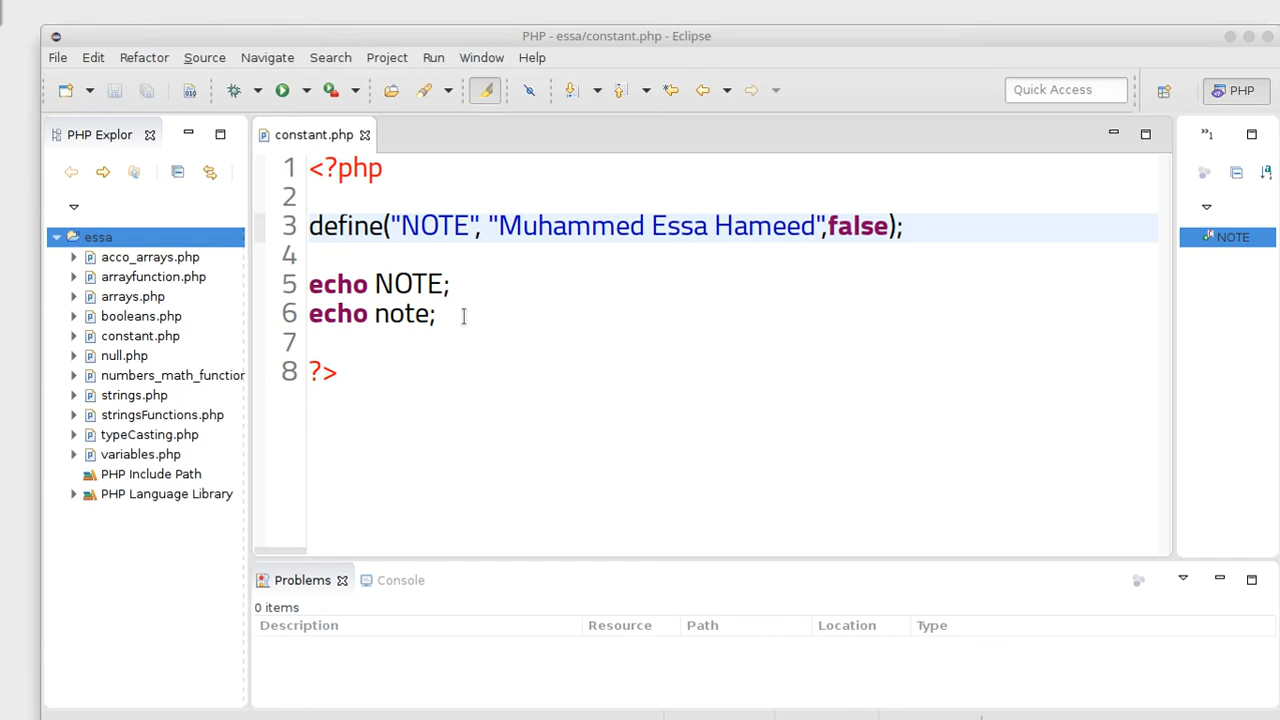 PHP - essa/constant.php - Eclipse
File Edit Refactor Source Navigate Search Project Run Window Help
Quick Access
PHP
PHP Explor
constant.php
1 <?php
2
3 define("NOTE", "Muhammed Essa Hameed",false);
4
5 echo NOTE;
6 echo note;
7
8 ?>
essa
acco_arrays.php
arrayfunction.php
arrays.php
booleans.php
constant.php
null.php
numbers_math_function
strings.php
stringsFunctions.php
typeCasting.php
variables.php
PHP Include Path
PHP Language Library
»1
NOTE
Problems Console
0 items
Description Resource Path Location Type